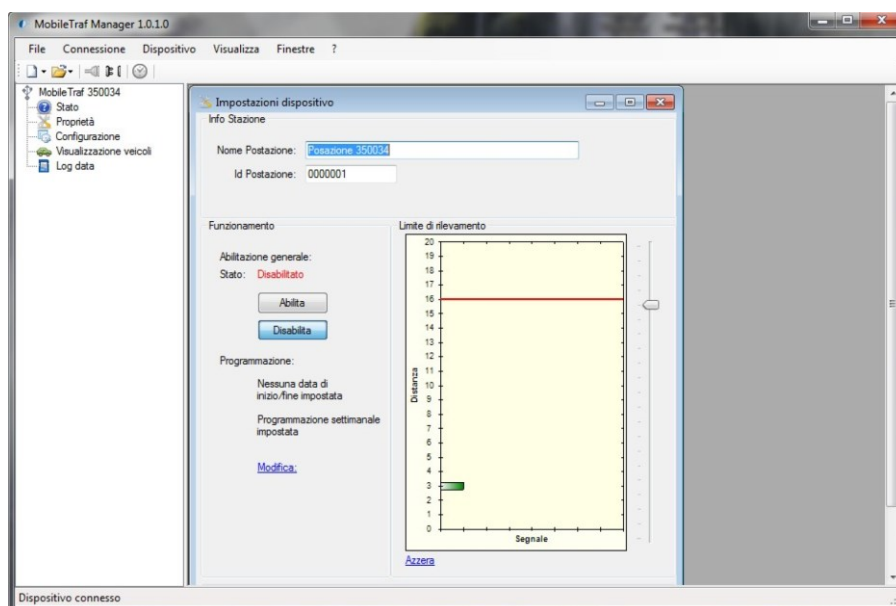 MobileTraf Manager 1.0.1.0
File Connessione Dispositivo Visualizza Finestre ?
MobileTraf 350034
Stato
Proprietà
Configurazione
Visualizzazione veicoli
Log data
Impostazioni dispositivo
Info Stazione
Nome Postazione: Posazione 350034
Id Postazione: 0000001
Funzionamento
Abilitazione generale:
Stato: Disabilitato
Abilita
Disabilita
Programmazione:
Nessuna data di
inizio/fine impostata
Programmazione settimanale
impostata
Modifica:
Limite di rilevamento
20
19
18
17
16
15
14
13
12
11
10
9
8
7
6
5
4
3
2
1
0
Distanza
Segnale
Azzera
Dispositivo connesso